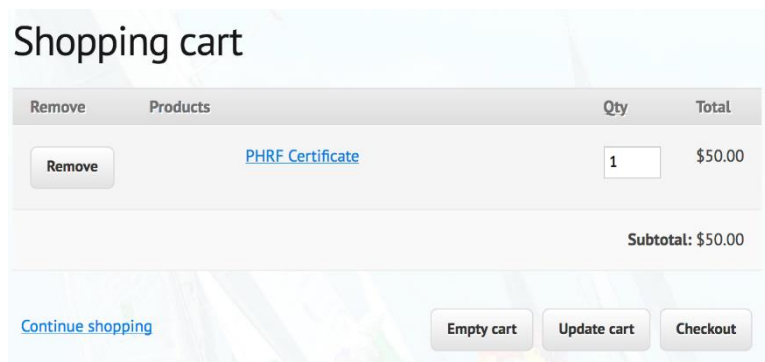 Shopping cart
Remove Products Qty Total
Remove PHRF Certificate 1 $50.00
Subtotal: $50.00
Continue shopping Empty cart Update cart Checkout